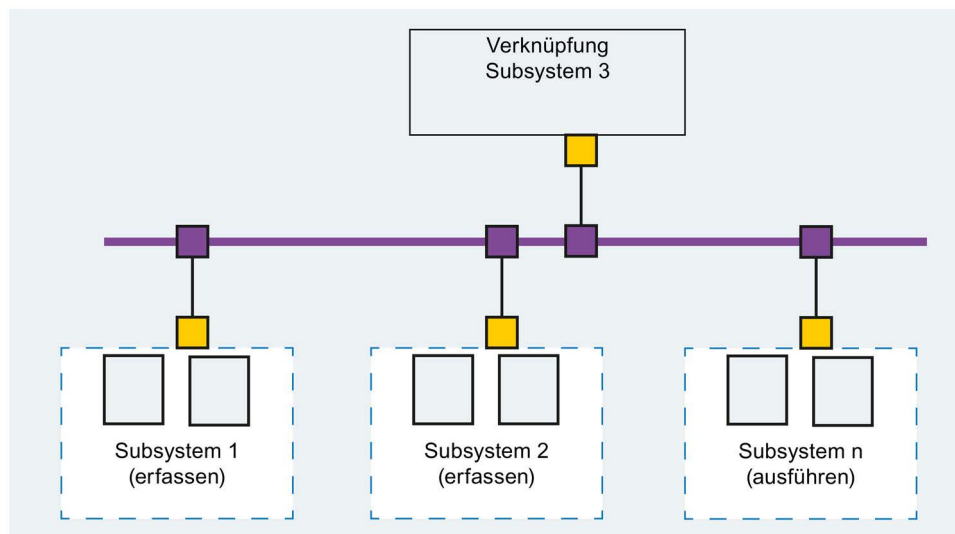 Verknüpfung
Subsystem 3
Subsystem 1
(erfassen)
Subsystem 2
(erfassen)
Subsystem n
(ausführen)